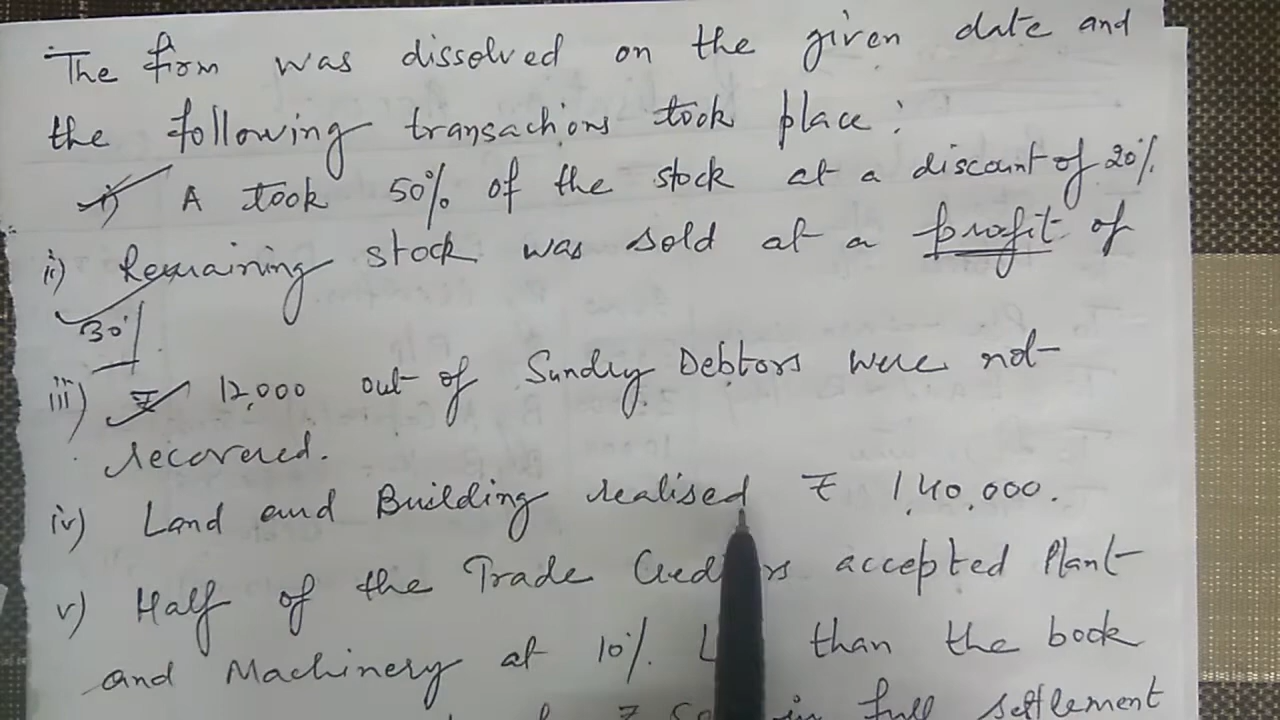 The firm was dissolved on the given date and
the following transactions took place:
i) A took 50% of the stock at a discount of 20%
ii) Remaining stock was sold at a profit of
30%.
iii) ₹ 12,000 out of Sundry Debtors were not
recovered.
iv) Land and Building realised ₹ 1,40,000.
v) Half of the Trade accepted Plant
and Machinery at 10% than the book
₹ in full settlement